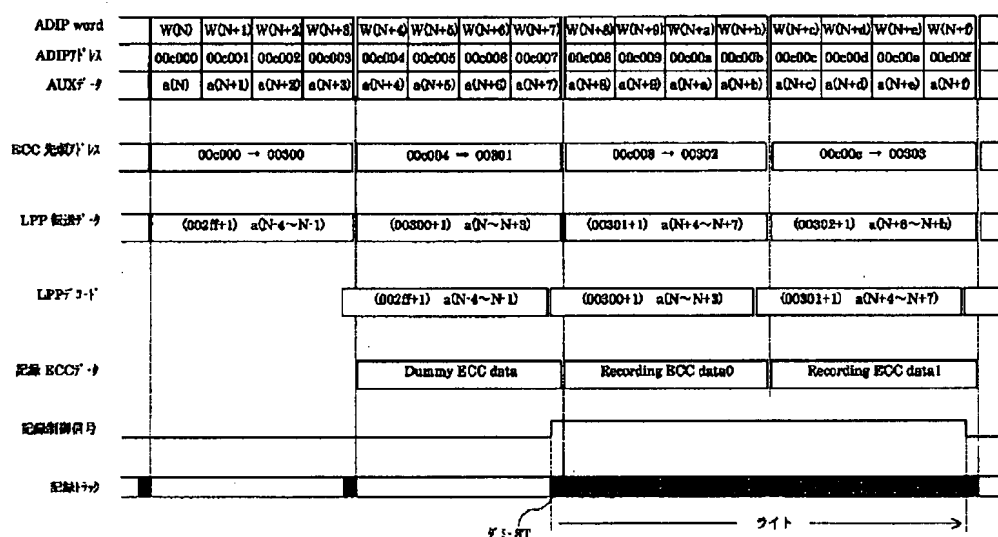 ADIP word W(N) W(N+1) W(N+2) W(N+3) W(N+4) W(N+5) W(N+6) W(N+7) W(N+8) W(N+9) W(N+a) W(N+b) W(N+c) W(N+d) W(N+e) W(N+f)
ADIPアドレス 00c000 00c001 00c002 00c003 00c004 00c005 00c006 00c007 00c008 00c009 00c00a 00c00b 00c00c 00c00d 00c00e 00c00f
AUXデータ a(N) a(N+1) a(N+2) a(N+3) a(N+4) a(N+5) a(N+6) a(N+7) a(N+8) a(N+9) a(N+a) a(N+b) a(N+c) a(N+d) a(N+e) a(N+f)
ECC 先頭アドレス 00c000 → 00300 00c004 → 00301 00c008 → 00302 00c00c → 00303
LPP 転送データ (002ff+1) a(N-4~N-1) (00300+1) a(N~N+3) (00301+1) a(N+4~N+7) (00302+1) a(N+8~N+b)
LPPデコード (002ff+1) a(N-4~N-1) (00300+1) a(N~N+3) (00301+1) a(N+4~N+7)
記録 ECCデータ Dummy ECC data Recording ECC data0 Recording ECC data1
記録制御信号
記録トラック
ダミーST
ライト